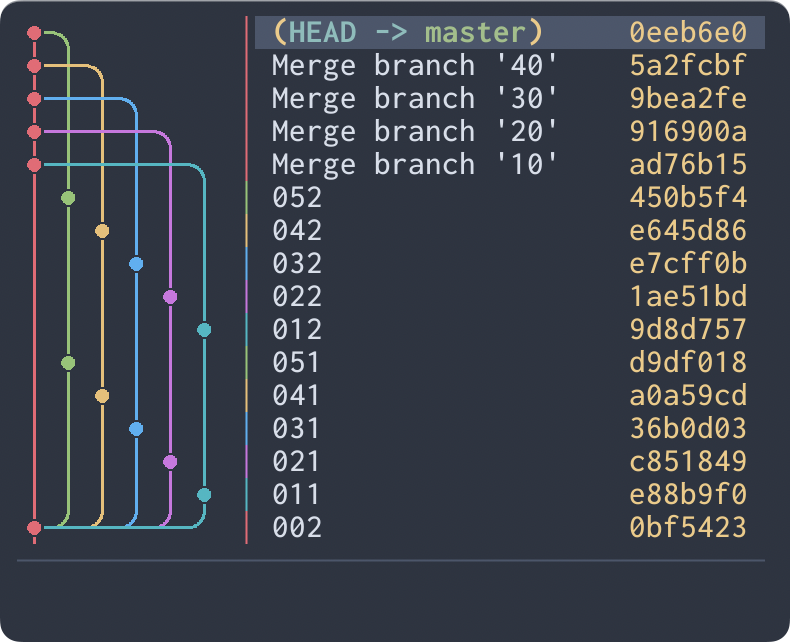 (HEAD -> master) 0eeb6e0
Merge branch '40' 5a2fcbf
Merge branch '30' 9bea2fe
Merge branch '20' 916900a
Merge branch '10' ad76b15
052 450b5f4
042 e645d86
032 e7cff0b
022 1ae51bd
012 9d8d757
051 d9df018
041 a0a59cd
031 36b0d03
021 c851849
011 e88b9f0
002 0bf5423